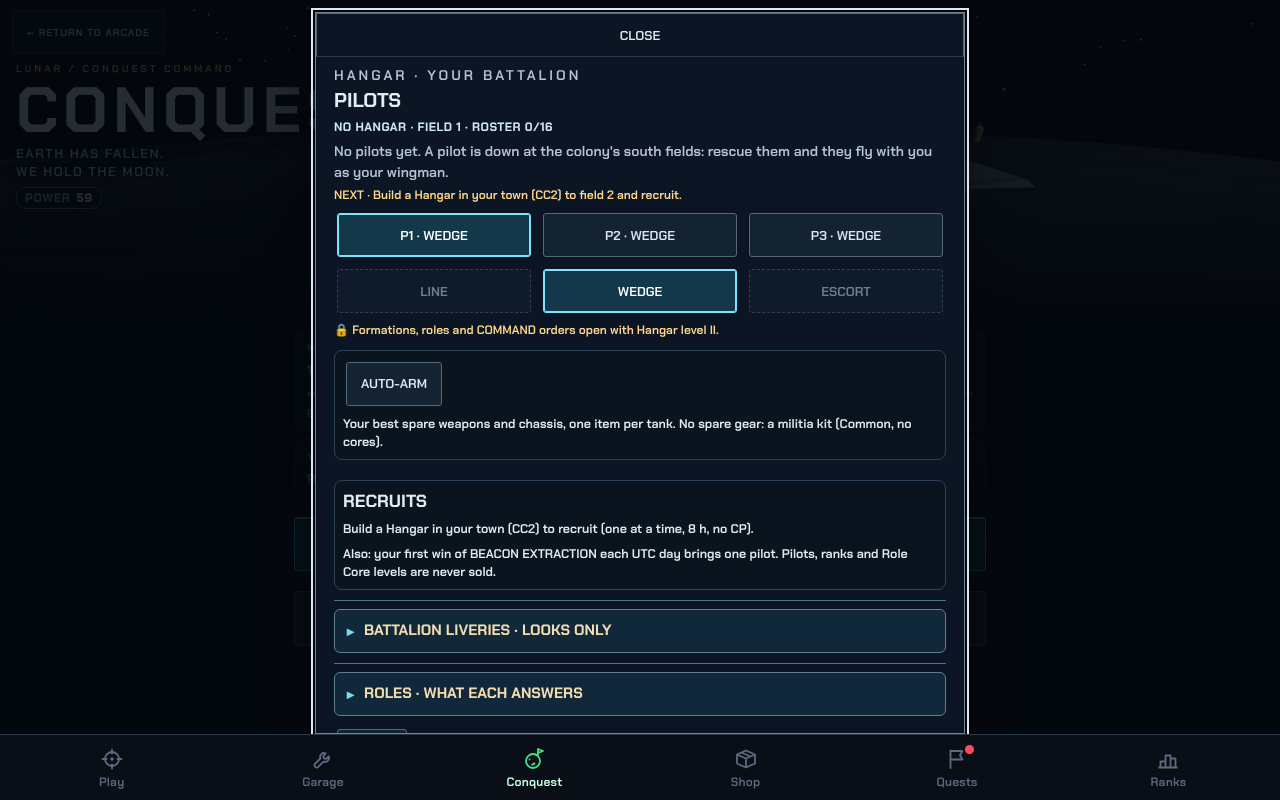 ← RETURN TO ARCADE
LUNAR / CONQUEST COMMAND
CONQUE
EARTH HAS FALLEN.
WE HOLD THE MOON.
POWER 59
CLOSE
HANGAR · YOUR BATTALION
PILOTS
NO HANGAR · FIELD 1 · ROSTER 0/16
No pilots yet. A pilot is down at the colony's south fields: rescue them and they fly with you
as your wingman.
NEXT · Build a Hangar in your town (CC2) to field 2 and recruit.
P1 · WEDGE P2 · WEDGE P3 · WEDGE
LINE WEDGE ESCORT
🔒 Formations, roles and COMMAND orders open with Hangar level II.
AUTO-ARM
Your best spare weapons and chassis, one item per tank. No spare gear: a militia kit (Common, no
cores).
RECRUITS
Build a Hangar in your town (CC2) to recruit (one at a time, 8 h, no CP).
Also: your first win of BEACON EXTRACTION each UTC day brings one pilot. Pilots, ranks and Role
Core levels are never sold.
▶ BATTALION LIVERIES · LOOKS ONLY
▶ ROLES · WHAT EACH ANSWERS
Play Garage Conquest Shop Quests Ranks